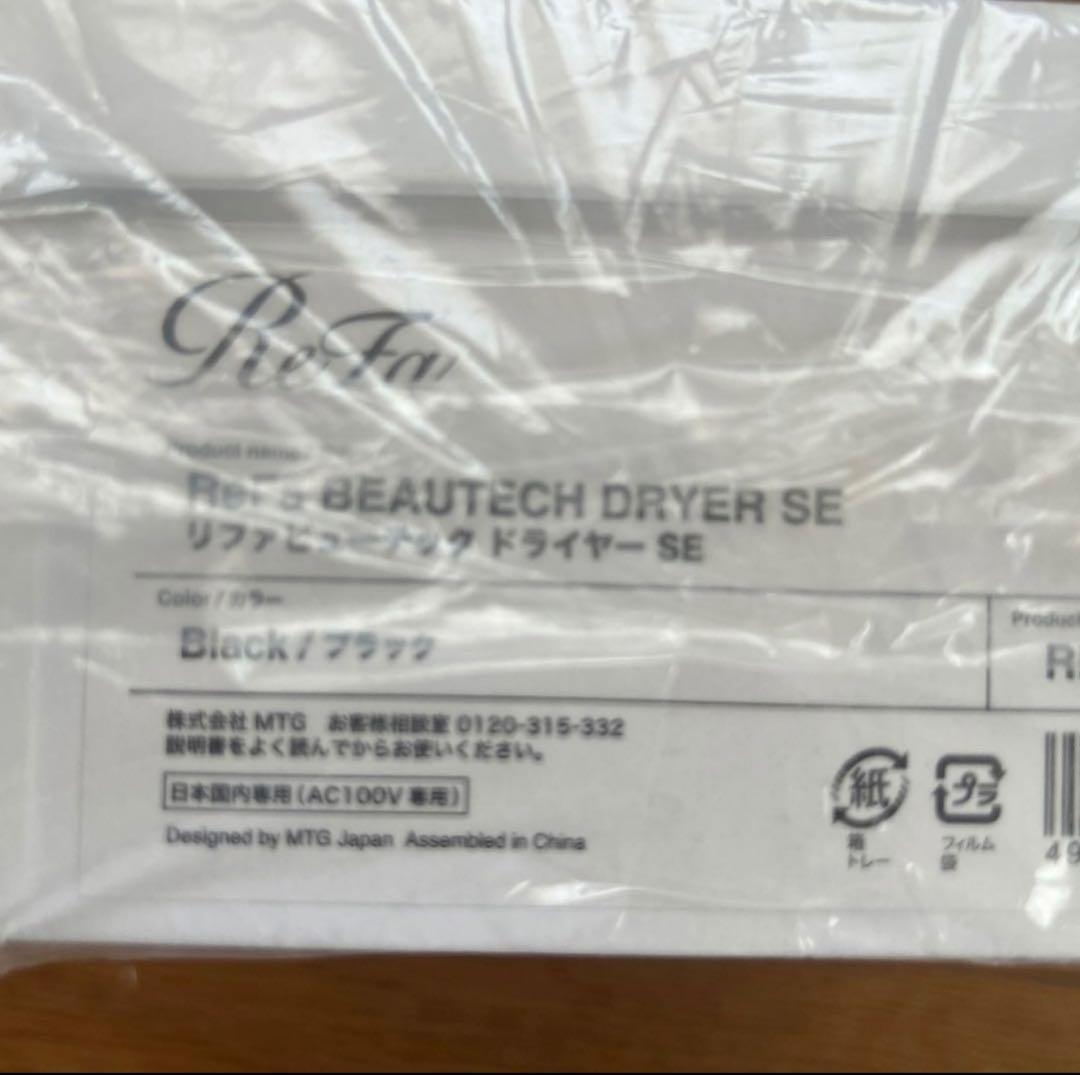 ReFa
Product name
ReFa BEAUTECH DRYER SE
リファビューテック ドライヤー SE
Color / カラー
Black / ブラック
Product
株式会社 MTG お客様相談室 0120-315-332
説明書をよく読んでからお使いください。
日本国内専用（AC100V 専用）
Designed by MTG Japan Assembled in China
紙
箱
トレー
プラ
フィルム
袋
49